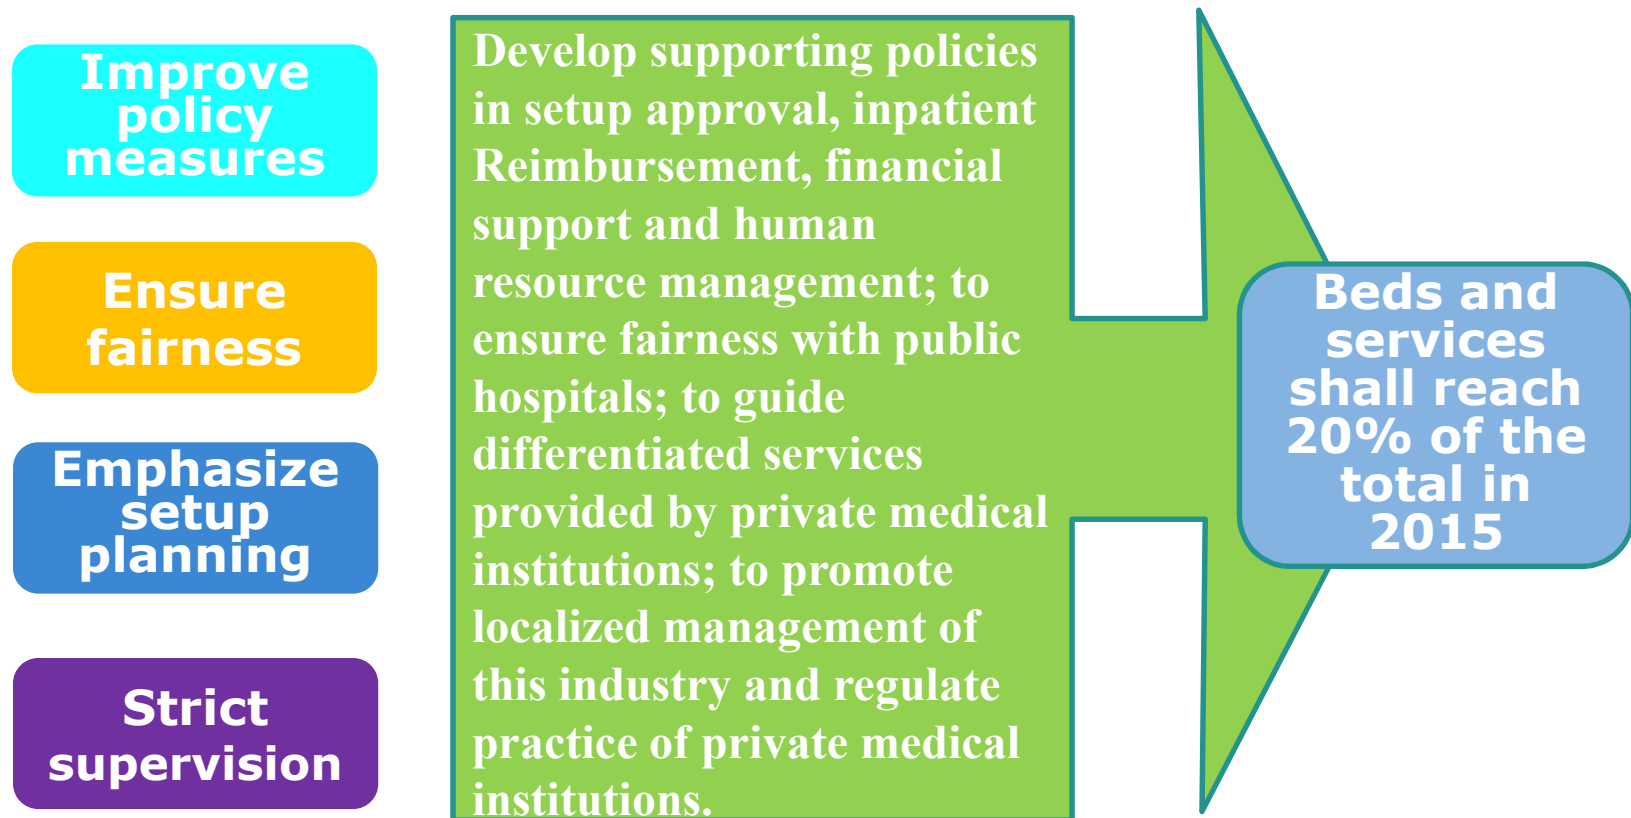 Improve
policy
measures
Ensure
fairness
Emphasize
setup
planning
Strict
supervision
Develop supporting policies
in setup approval, inpatient
Reimbursement, financial
support and human
resource management; to
ensure fairness with public
hospitals; to guide
differentiated services
provided by private medical
institutions; to promote
localized management of
this industry and regulate
practice of private medical
institutions.
Beds and
services
shall reach
20% of the
total in
2015